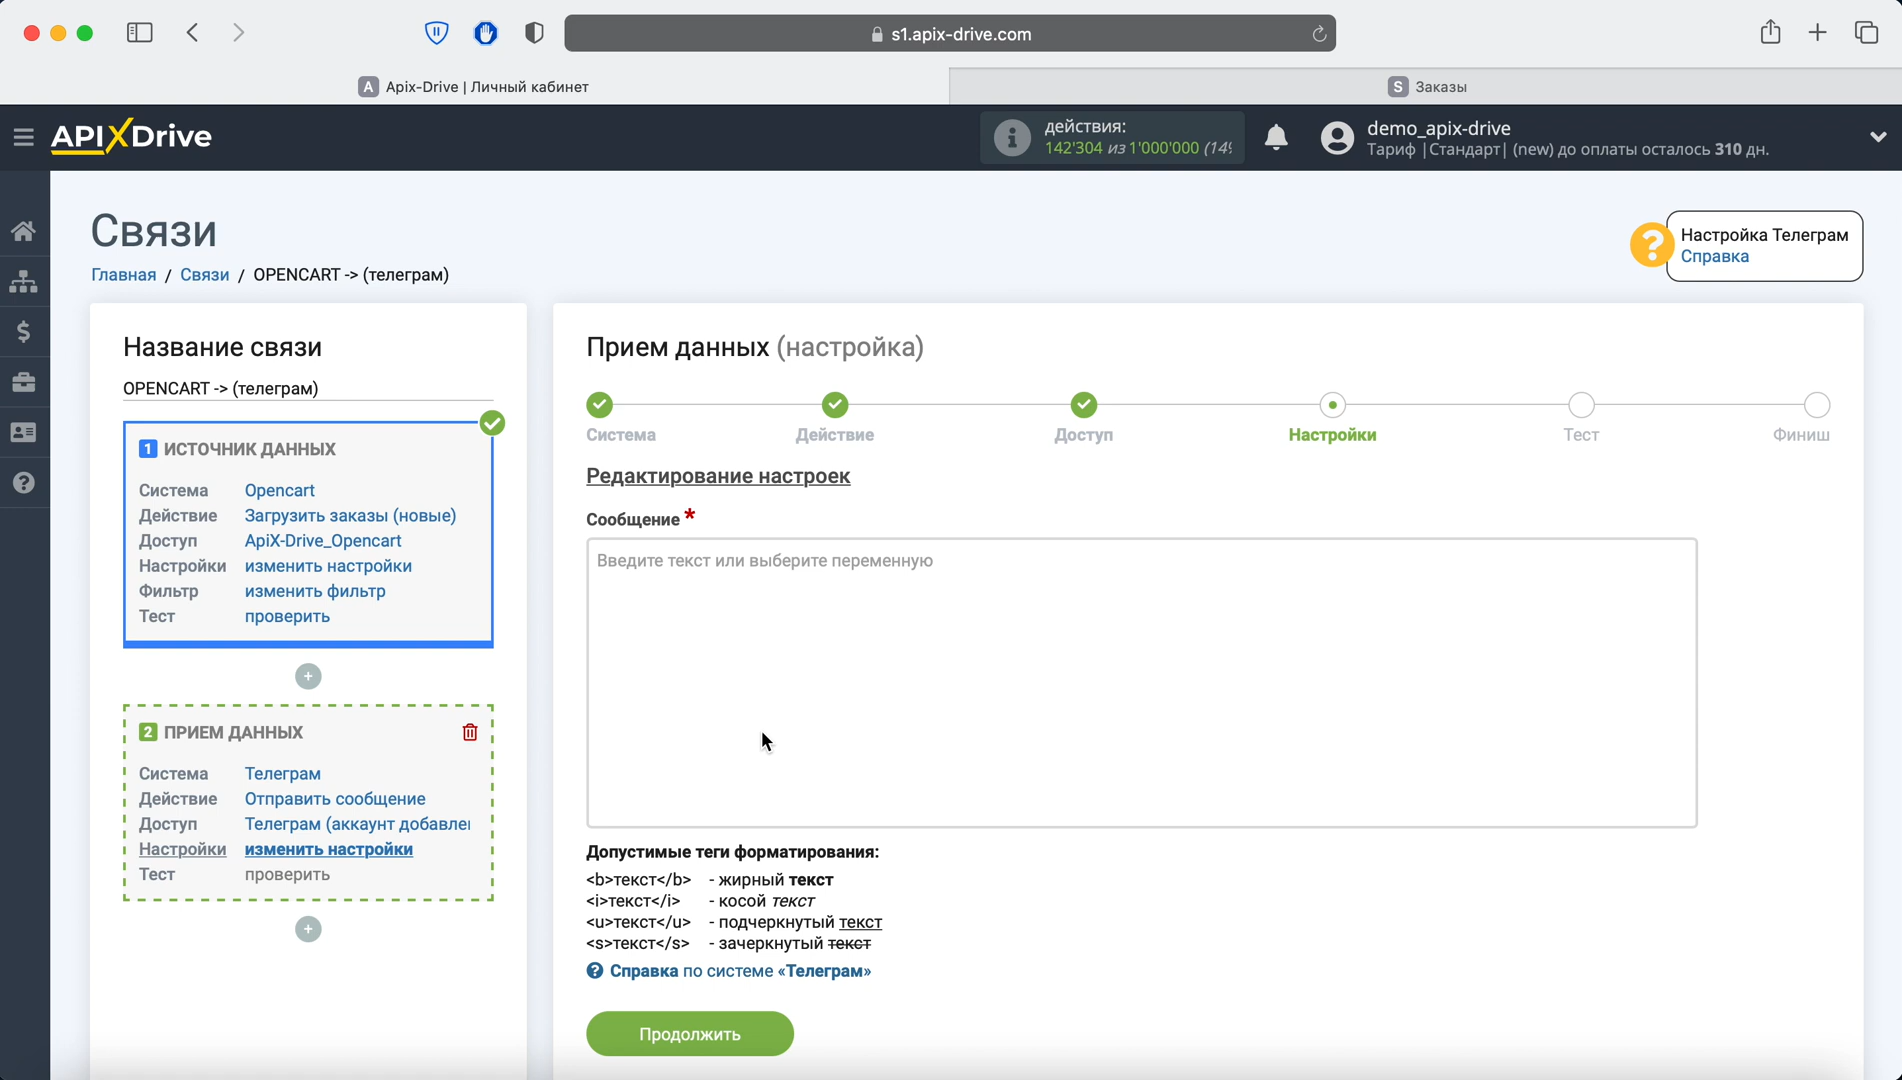 s1.apix-drive.com
A Apix-Drive | Личный кабинет
S Заказы
APIXDrive
действия:
142'304 из 1'000'000 (14%
demo_apix-drive
Тариф |Стандарт| (new) до оплаты осталось 310 дн.
Связи
Главная / Связи / OPENCART -> (телеграм)
? Настройка Телеграм
Справка
Название связи
OPENCART -> (телеграм)
1 ИСТОЧНИК ДАННЫХ
Система Opencart
Действие Загрузить заказы (новые)
Доступ ApiX-Drive_Opencart
Настройки изменить настройки
Фильтр изменить фильтр
Тест проверить
2 ПРИЕМ ДАННЫХ
Система Телеграм
Действие Отправить сообщение
Доступ Телеграм (аккаунт добавлен
Настройки изменить настройки
Тест проверить
Прием данных (настройка)
Система Действие Доступ Настройки Тест Финиш
Редактирование настроек
Сообщение *
Введите текст или выберите переменную
Допустимые теги форматирования:
<b>текст</b> - жирный текст
<i>текст</i> - косой текст
<u>текст</u> - подчеркнутый текст
<s>текст</s> - зачеркнутый текст
? Справка по системе «Телеграм»
Продолжить